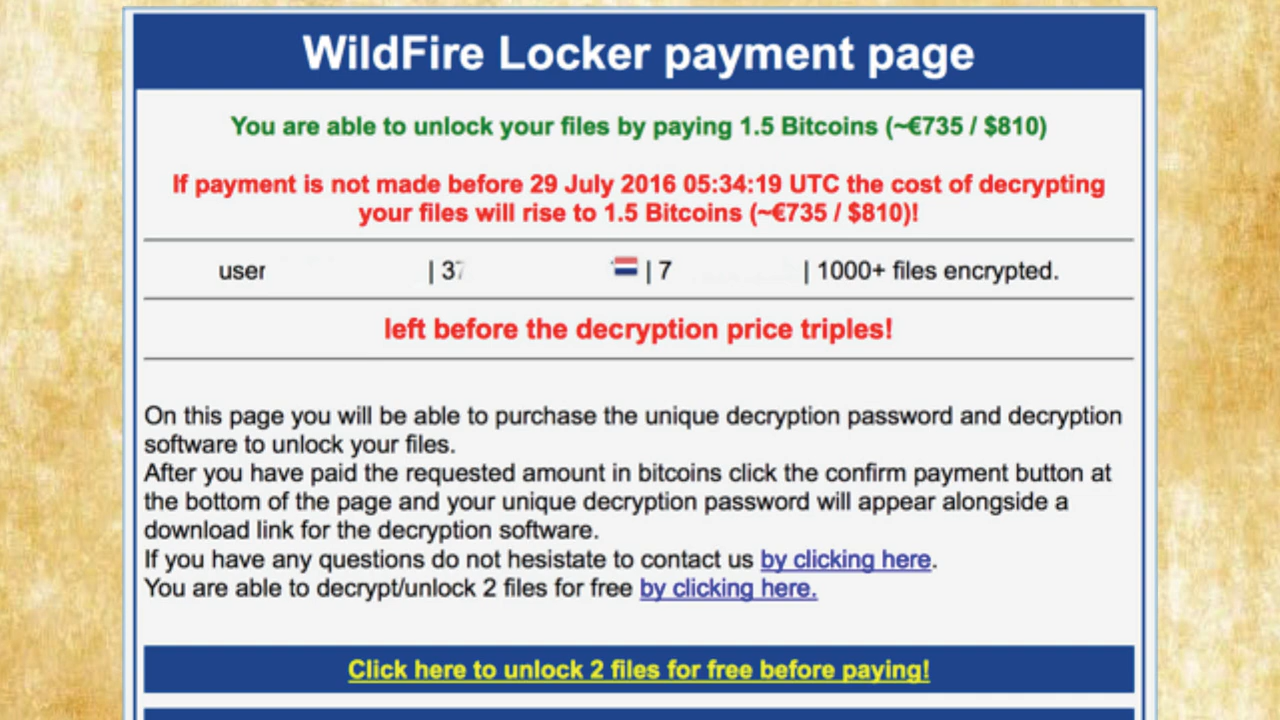 WildFire Locker payment page
You are able to unlock your files by paying 1.5 Bitcoins (~€735 / $810)
If payment is not made before 29 July 2016 05:34:19 UTC the cost of decrypting
your files will rise to 1.5 Bitcoins (~€735 / $810)!
user | 37 | 7 | 1000+ files encrypted.
left before the decryption price triples!
On this page you will be able to purchase the unique decryption password and decryption
software to unlock your files.
After you have paid the requested amount in bitcoins click the confirm payment button at
the bottom of the page and your unique decryption password will appear alongside a
download link for the decryption software.
If you have any questions do not hesistate to contact us by clicking here.
You are able to decrypt/unlock 2 files for free by clicking here.
Click here to unlock 2 files for free before paying!